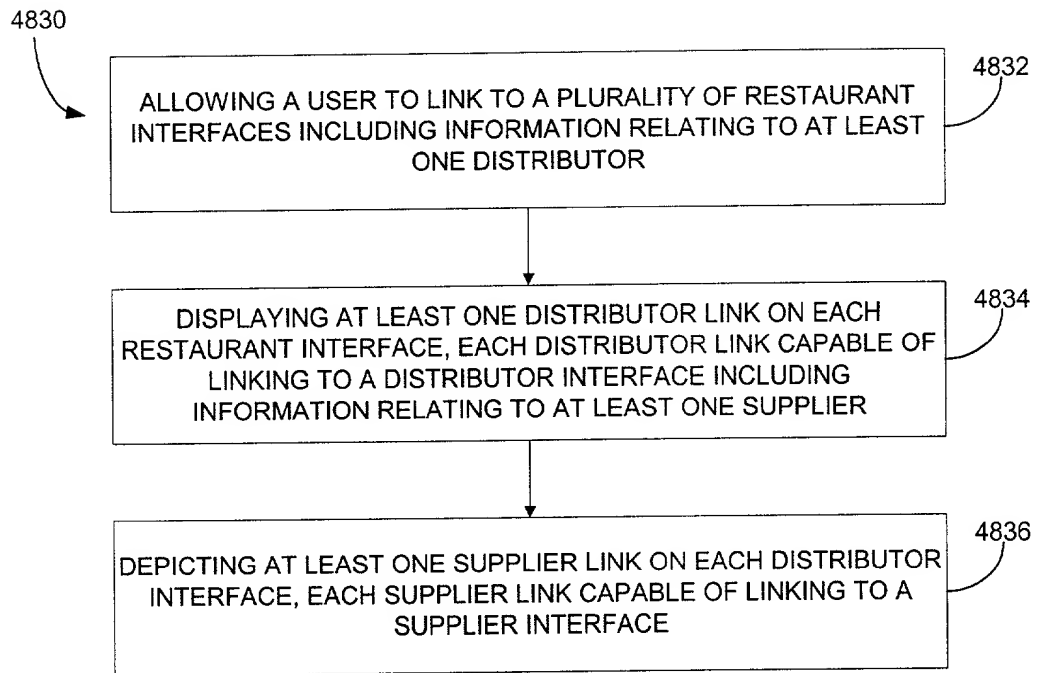 4830
4832
ALLOWING A USER TO LINK TO A PLURALITY OF RESTAURANT
INTERFACES INCLUDING INFORMATION RELATING TO AT LEAST
ONE DISTRIBUTOR
4834
DISPLAYING AT LEAST ONE DISTRIBUTOR LINK ON EACH
RESTAURANT INTERFACE, EACH DISTRIBUTOR LINK CAPABLE OF
LINKING TO A DISTRIBUTOR INTERFACE INCLUDING
INFORMATION RELATING TO AT LEAST ONE SUPPLIER
4836
DEPICTING AT LEAST ONE SUPPLIER LINK ON EACH DISTRIBUTOR
INTERFACE, EACH SUPPLIER LINK CAPABLE OF LINKING TO A
SUPPLIER INTERFACE